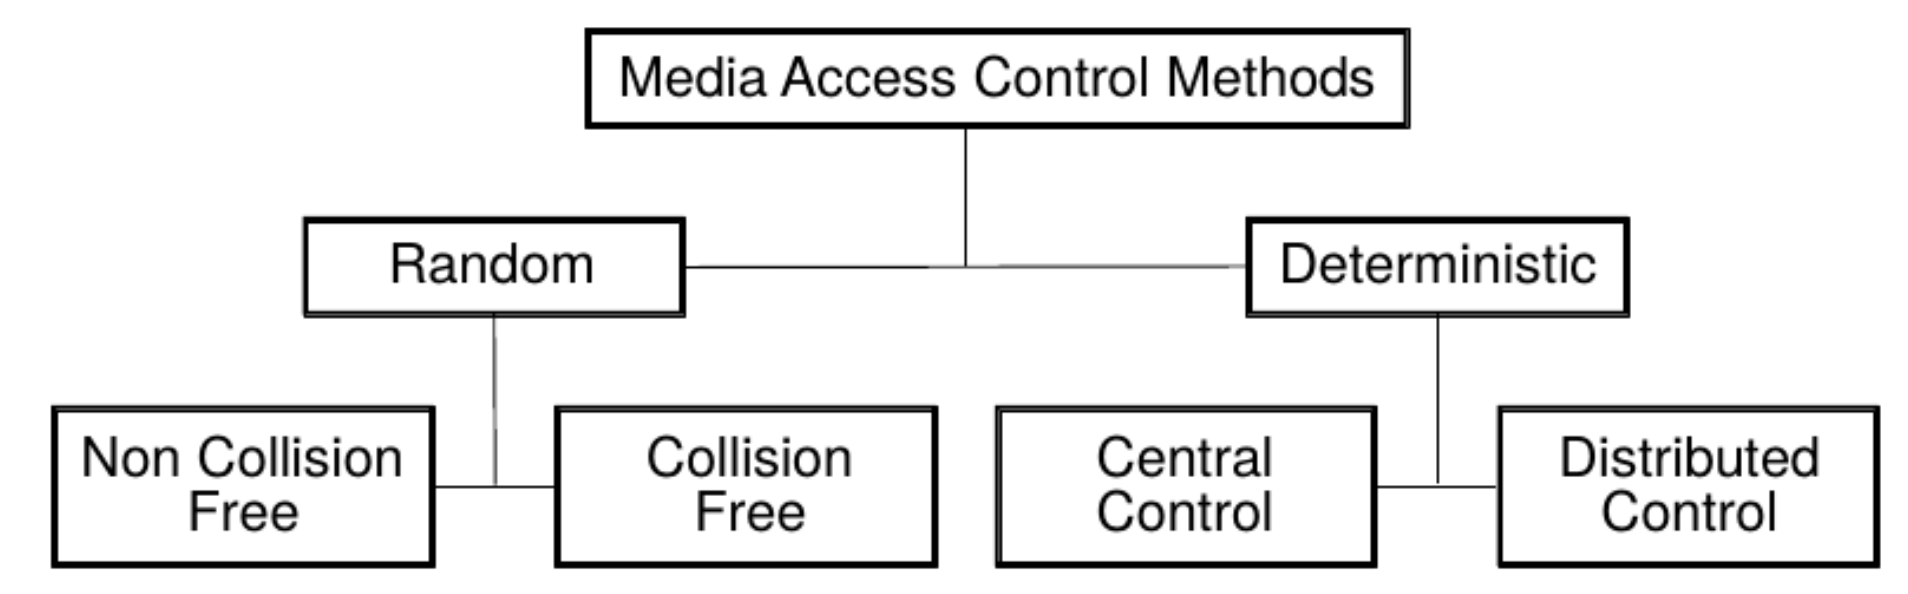 Media Access Control Methods
Random
Deterministic
Non Collision
Free
Collision
Free
Central
Control
Distributed
Control